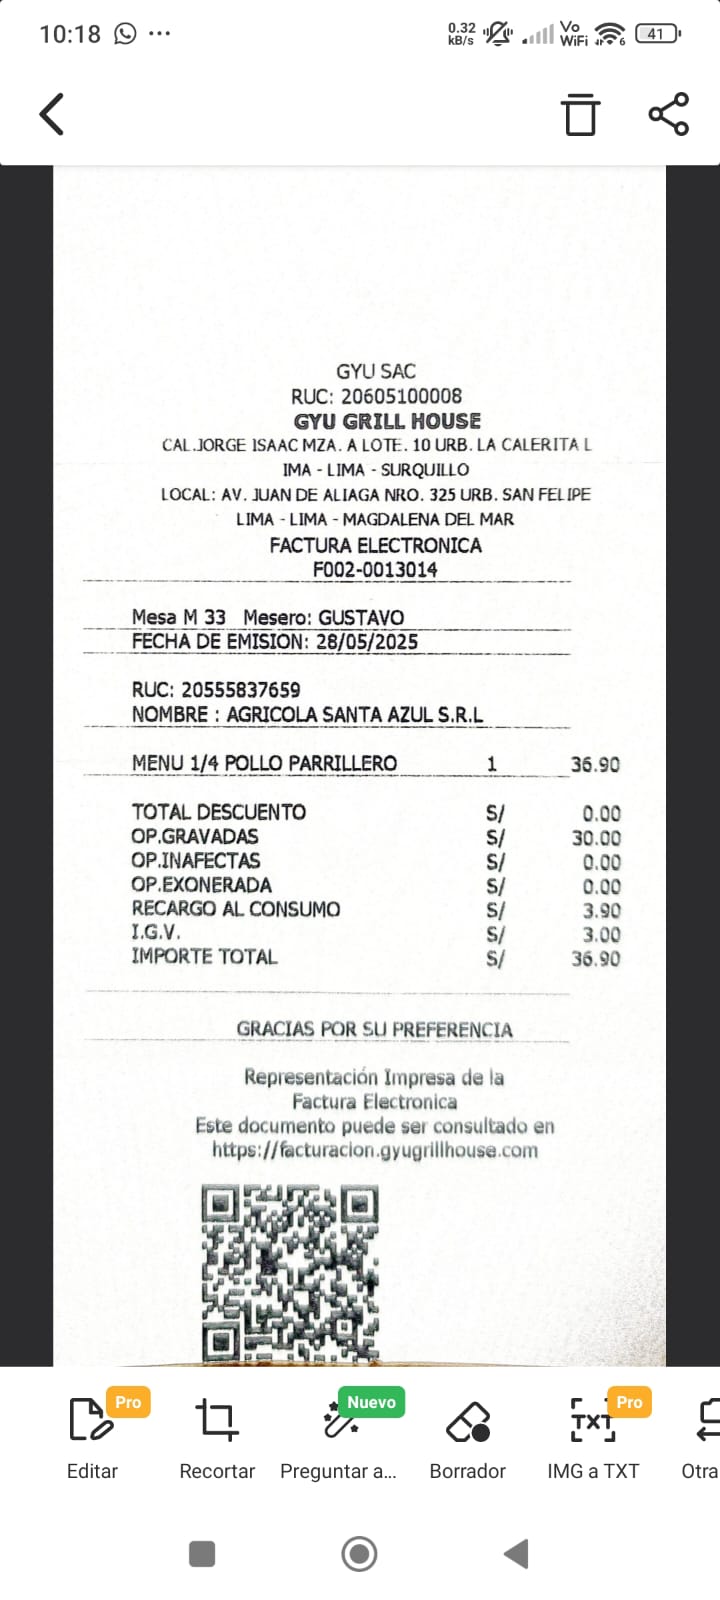 10:18
0.32 kB/s Vo WiFi 6 41
GYU SAC
RUC: 20605100008
GYU GRILL HOUSE
CAL.JORGE ISAAC MZA. A LOTE. 10 URB. LA CALERITA L
IMA - LIMA - SURQUILLO
LOCAL: AV. JUAN DE ALIAGA NRO. 325 URB. SAN FELIPE
LIMA - LIMA - MAGDALENA DEL MAR
FACTURA ELECTRONICA
F002-0013014
Mesa M 33 Mesero: GUSTAVO
FECHA DE EMISION: 28/05/2025
RUC: 20555837659
NOMBRE : AGRICOLA SANTA AZUL S.R.L
MENU 1/4 POLLO PARRILLERO 1 36.90
TOTAL DESCUENTO S/ 0.00
OP.GRAVADAS S/ 30.00
OP.INAFECTAS S/ 0.00
OP.EXONERADA S/ 0.00
RECARGO AL CONSUMO S/ 3.90
I.G.V. S/ 3.00
IMPORTE TOTAL S/ 36.90
GRACIAS POR SU PREFERENCIA
Representación Impresa de la
Factura Electronica
Este documento puede ser consultado en
https://facturacion.gyugrillhouse.com
Pro Nuevo TXT Pro
Editar Recortar Preguntar a... Borrador IMG a TXT Otra